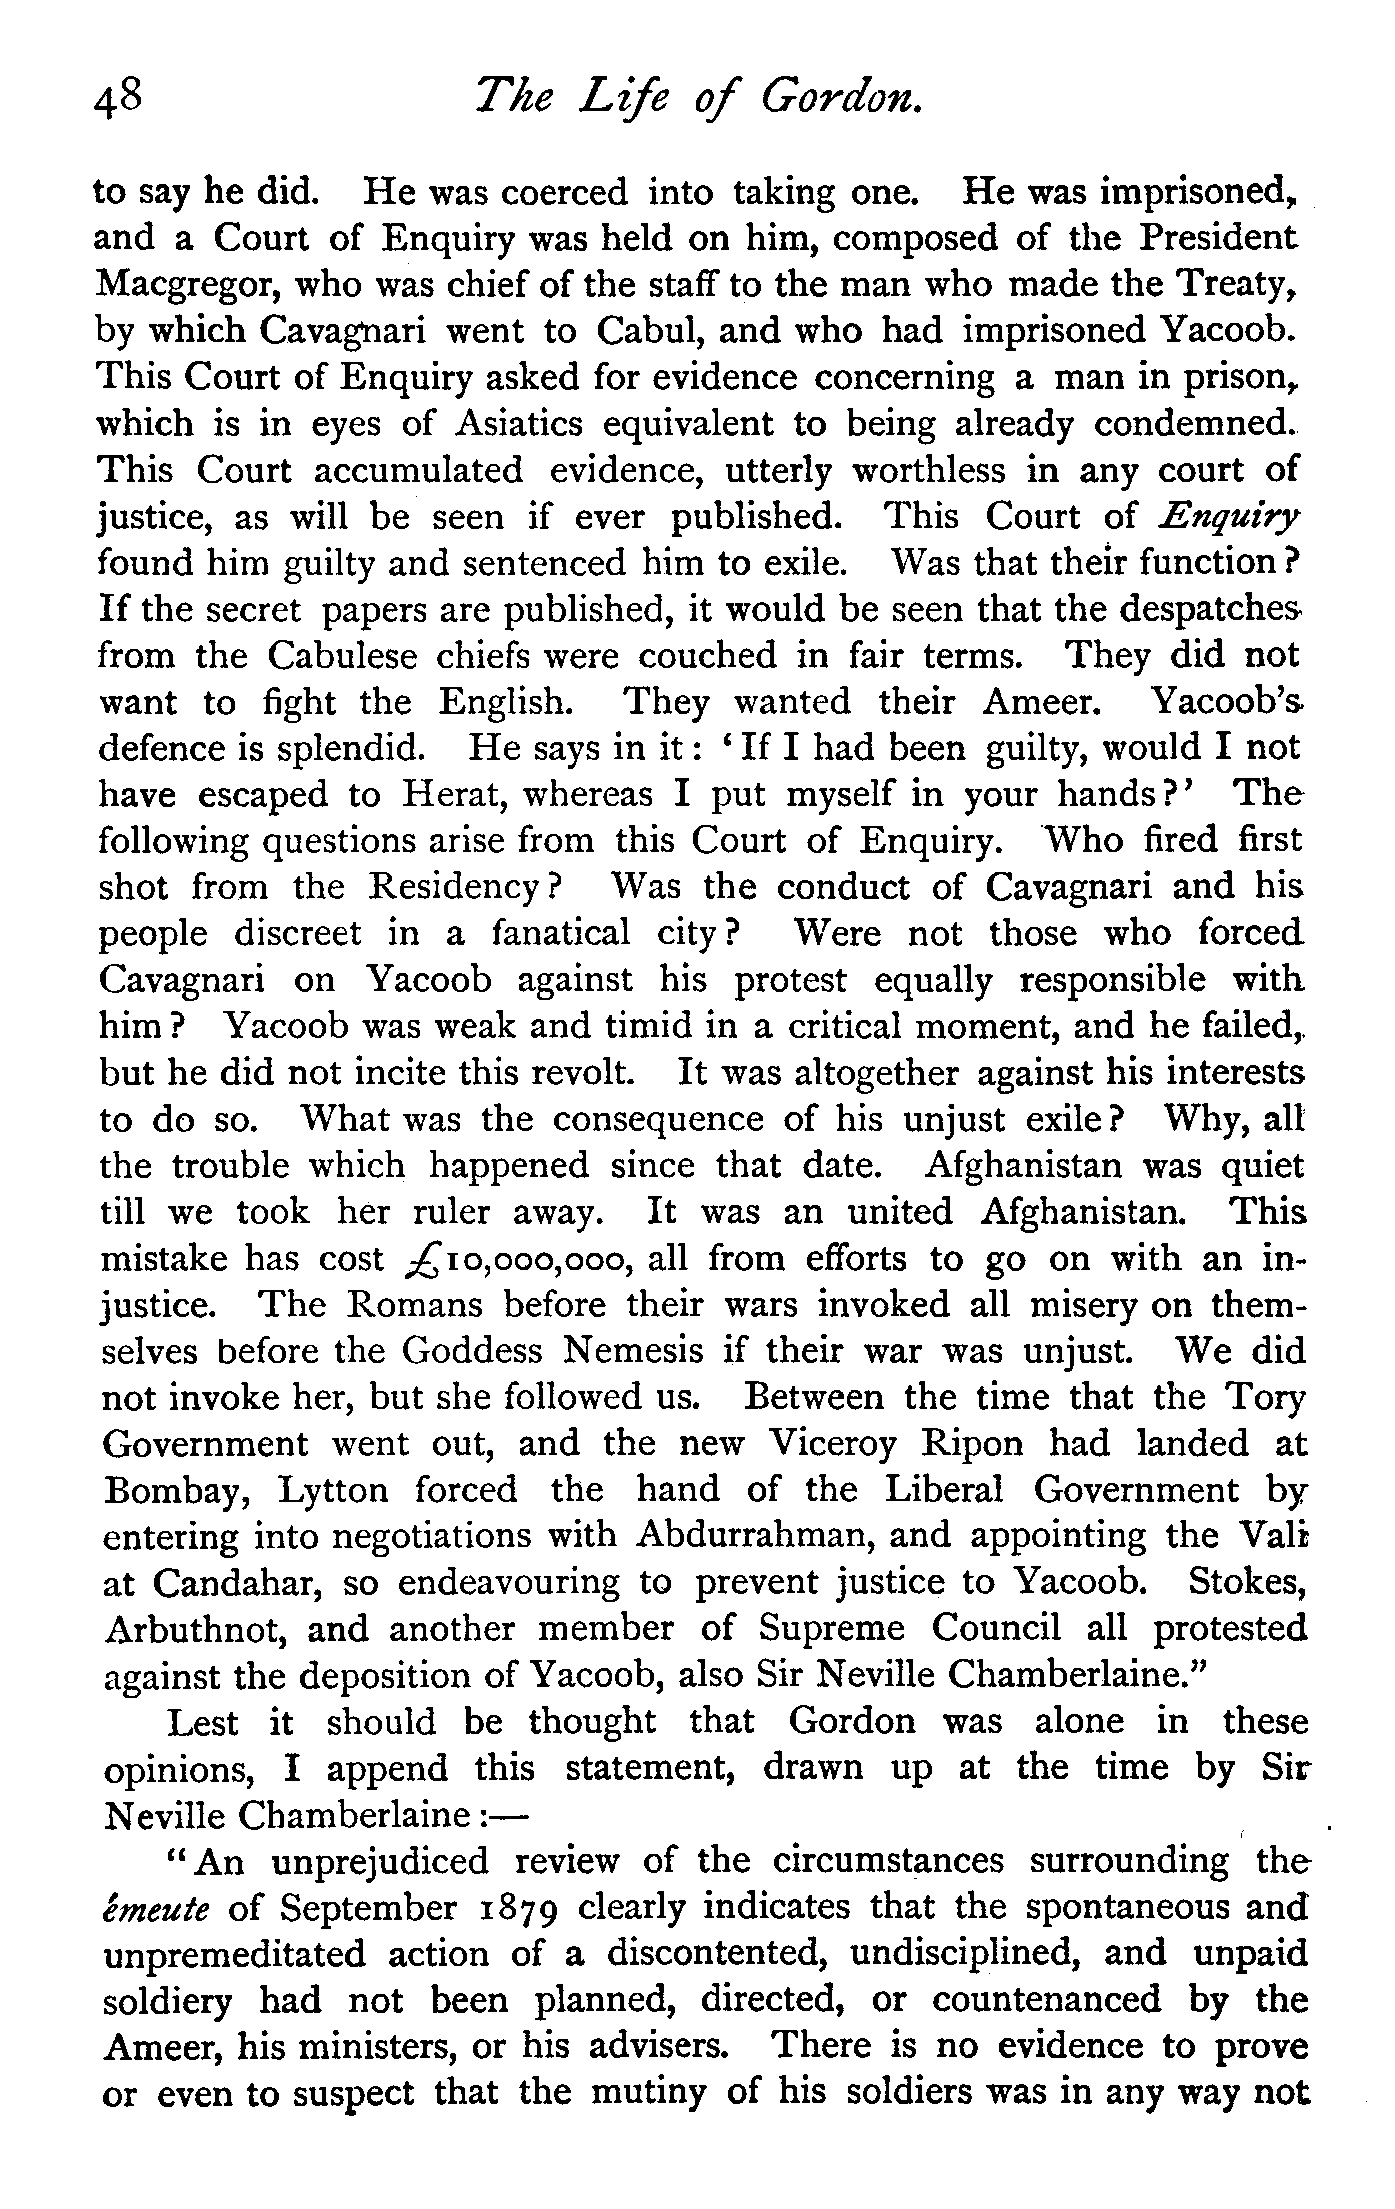 48 The Life of Gordon.
to say he did. He was coerced into taking one. He was imprisoned,
and a Court of Enquiry was held on him, composed of the President
Macgregor, who was chief of the staff to the man who made the Treaty,
by which Cavagnari went to Cabul, and who had imprisoned Yacoob.
This Court of Enquiry asked for evidence concerning a man in prison,
which is in eyes of Asiatics equivalent to being already condemned.
This Court accumulated evidence, utterly worthless in any court of
justice, as will be seen if ever published. This Court of Enquiry
found him guilty and sentenced him to exile. Was that their function?
If the secret papers are published, it would be seen that the despatches
from the Cabulese chiefs were couched in fair terms. They did not
want to fight the English. They wanted their Ameer. Yacoob's
defence is splendid. He says in it: 'If I had been guilty, would I not
have escaped to Herat, whereas I put myself in your hands?' The
following questions arise from this Court of Enquiry. Who fired first
shot from the Residency? Was the conduct of Cavagnari and his
people discreet in a fanatical city? Were not those who forced
Cavagnari on Yacoob against his protest equally responsible with
him? Yacoob was weak and timid in a critical moment, and he failed,
but he did not incite this revolt. It was altogether against his interests
to do so. What was the consequence of his unjust exile? Why, all
the trouble which happened since that date. Afghanistan was quiet
till we took her ruler away. It was an united Afghanistan. This
mistake has cost £10,000,000, all from efforts to go on with an in-
justice. The Romans before their wars invoked all misery on them-
selves before the Goddess Nemesis if their war was unjust. We did
not invoke her, but she followed us. Between the time that the Tory
Government went out, and the new Viceroy Ripon had landed at
Bombay, Lytton forced the hand of the Liberal Government by
entering into negotiations with Abdurrahman, and appointing the Vali
at Candahar, so endeavouring to prevent justice to Yacoob. Stokes,
Arbuthnot, and another member of Supreme Council all protested
against the deposition of Yacoob, also Sir Neville Chamberlaine."
Lest it should be thought that Gordon was alone in these
opinions, I append this statement, drawn up at the time by Sir
Neville Chamberlaine:—
"An unprejudiced review of the circumstances surrounding the
émeute of September 1879 clearly indicates that the spontaneous and
unpremeditated action of a discontented, undisciplined, and unpaid
soldiery had not been planned, directed, or countenanced by the
Ameer, his ministers, or his advisers. There is no evidence to prove
or even to suspect that the mutiny of his soldiers was in any way not